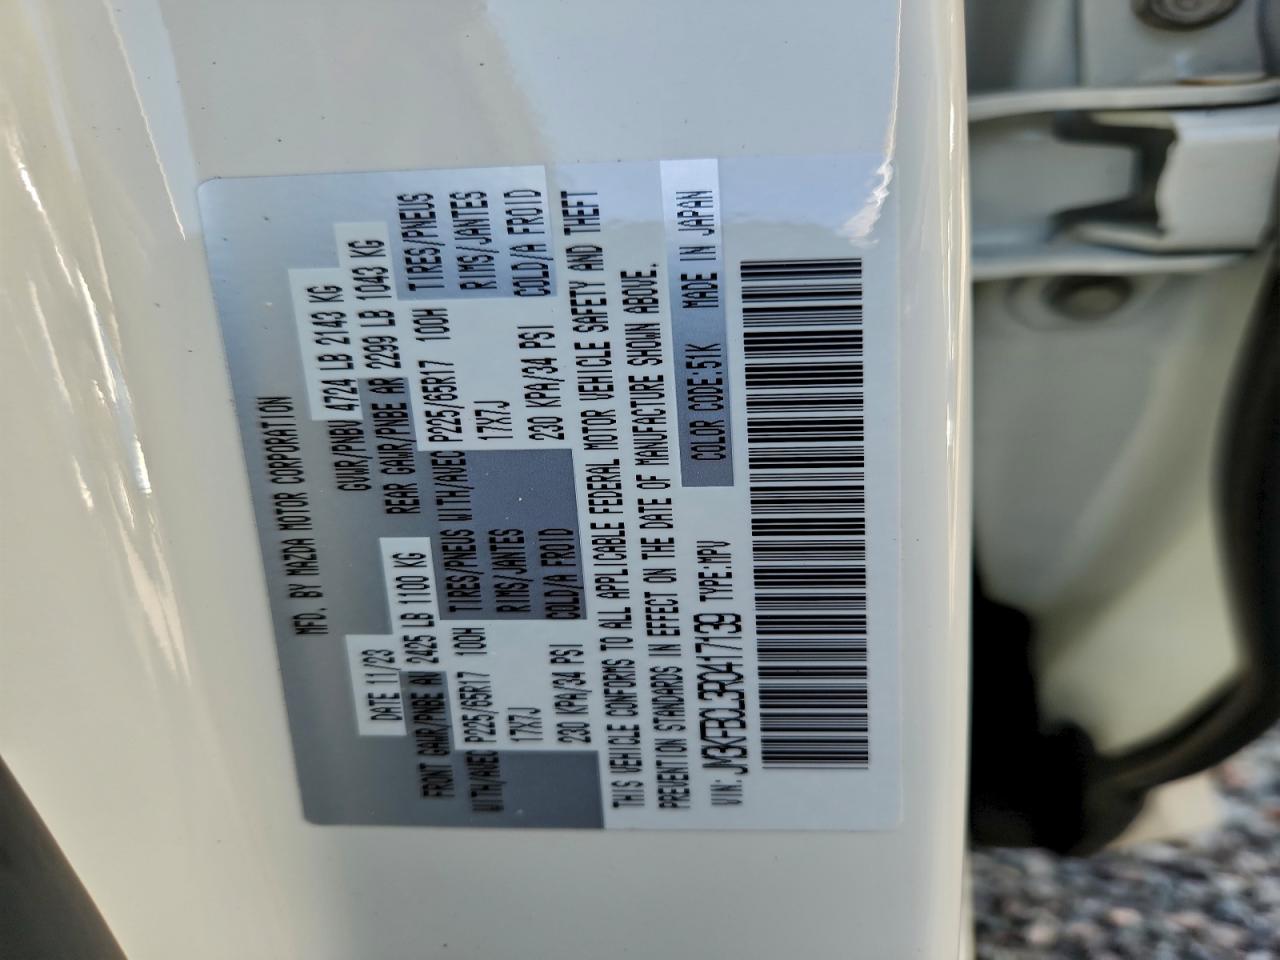 MFD. BY MAZDA MOTOR CORPORATION
DATE 11/23 GVWR/PNBV 4724 LB 2143 KG
FRONT GAWR/PNBE AV 2425 LB 1100 KG REAR GAWR/PNBE AR 2299 LB 1043 KG
WITH/AVEC P225/65R17 100H TIRES/PNEUS WITH/AVEC P225/65R17 100H TIRES/PNEUS
17X7J RIMS/JANTES 17X7J RIMS/JANTES
230 KPA/34 PSI COLD/A FROID 230 KPA/34 PSI COLD/A FROID
THIS VEHICLE CONFORMS TO ALL APPLICABLE FEDERAL MOTOR VEHICLE SAFETY AND THEFT
PREVENTION STANDARDS IN EFFECT ON THE DATE OF MANUFACTURE SHOWN ABOVE.
VIN: JM3KFBCL3R0417139 TYPE:MPV COLOR CODE:51K MADE IN JAPAN